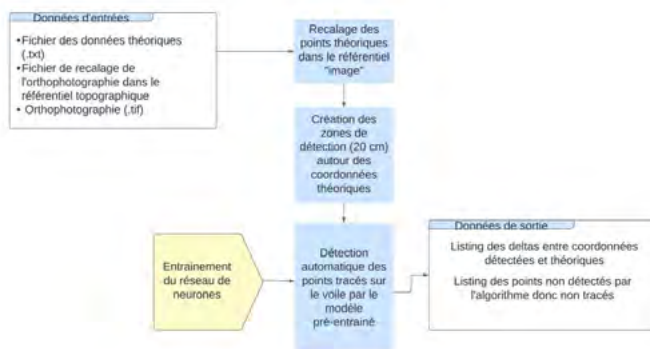 Données d'entrées
•Fichier des données théoriques
(.txt)
•Fichier de recalage de
l'orthophotographie dans le
référentiel topographique
• Orthophotographie (.tif)
Recalage des
points théoriques
dans le référentiel
"image"
Création des
zones de
détection (20 cm)
autour des
coordonnées
théoriques
Entrainement
du réseau de
neurones
Détection
automatique des
points tracés sur
le voile par le
modèle
pré-entrainé
Données de sortie
Listing des deltas entre coordonnées
détectées et théoriques
Listing des points non détectés par
l'algorithme donc non tracés